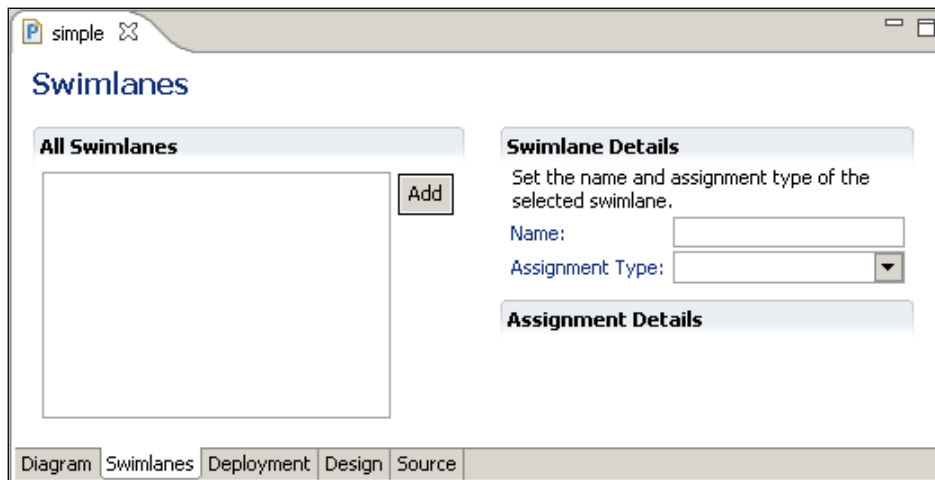 simple
Swimlanes
All Swimlanes
Add
Swimlane Details
Set the name and assignment type of the
selected swimlane.
Name:
Assignment Type:
Assignment Details
Diagram Swimlanes Deployment Design Source